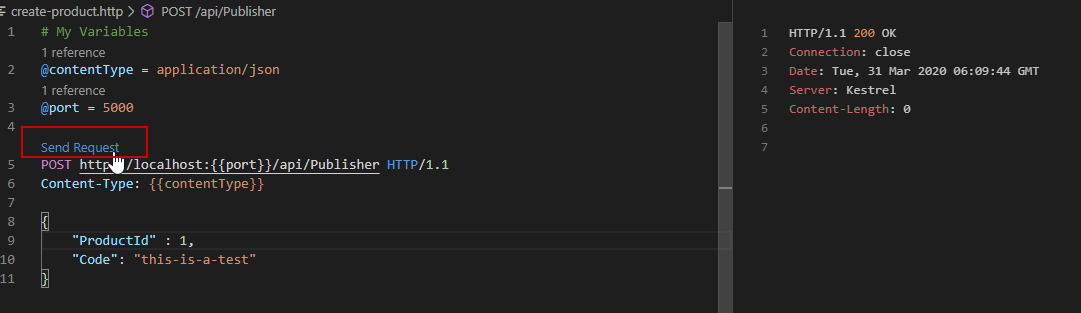 create-product.http > POST /api/Publisher
1 # My Variables
1 reference
2 @contentType = application/json
1 reference
3 @port = 5000
4
Send Request
5 POST http://localhost:{{port}}/api/Publisher HTTP/1.1
6 Content-Type: {{contentType}}
7
8 {
9 "ProductId" : 1,
10 "Code": "this-is-a-test"
11 }
1 HTTP/1.1 200 OK
2 Connection: close
3 Date: Tue, 31 Mar 2020 06:09:44 GMT
4 Server: Kestrel
5 Content-Length: 0
6
7